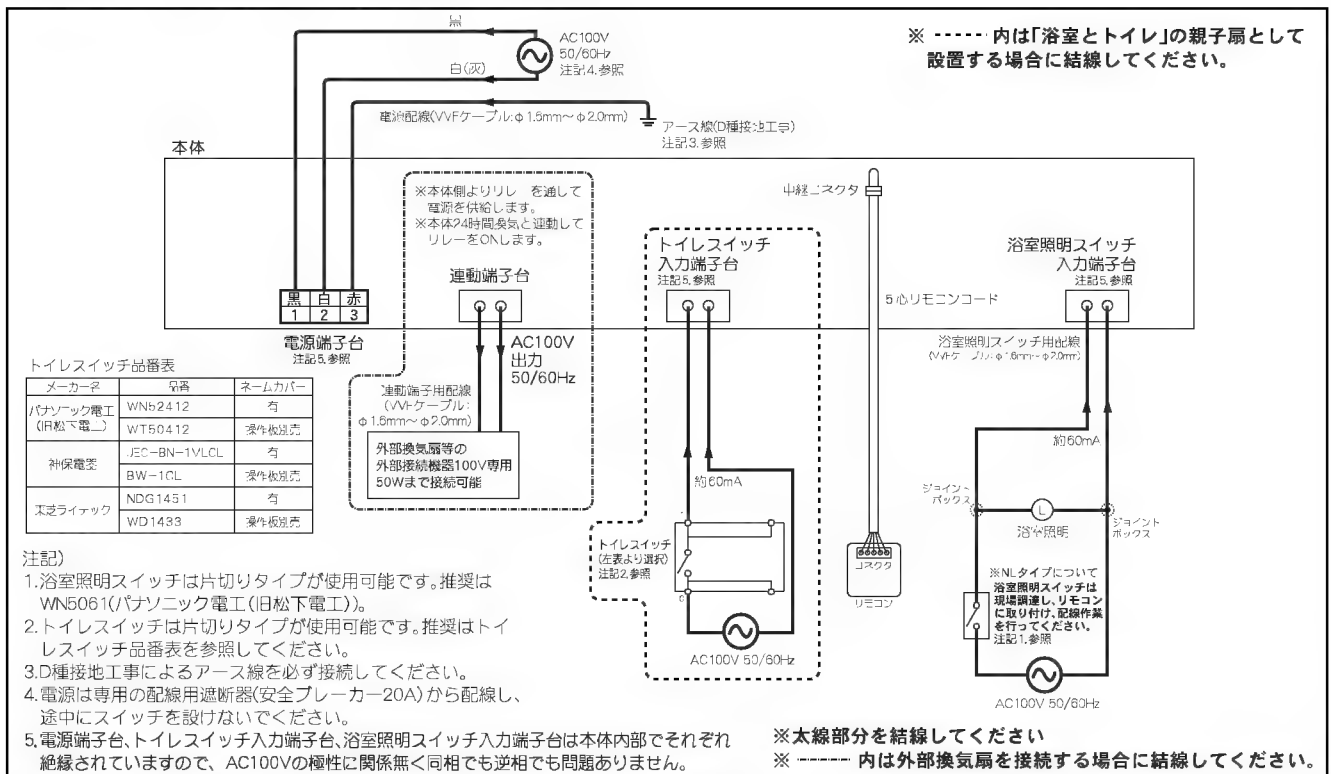 黒
AC100V
50/60Hz
注記4.参照
白(灰)
※ ------ 内は「浴室とトイレ」の親子扇として
設置する場合に結線してください。
電源配線(VVFケーブル:φ1.6mm〜φ2.0mm)
アース線(D種接地工事)
注記3.参照
本体
※本体側よりリレーを通して
電源を供給します。
※本体24時間換気と連動して
リレーをONします。
連動端子台
トイレスイッチ
入力端子台
注記5.参照
中継コネクタ
5心リモコンコード
浴室照明スイッチ
入力端子台
注記5.参照
黒 白 赤
1 2 3
電源端子台
注記5.参照
AC100V
出力
50/60Hz
連動端子用配線
(VVFケーブル:
φ1.6mm〜φ2.0mm)
外部換気扇等の
外部接続機器100V専用
50Wまで接続可能
浴室照明スイッチ用配線
(VVFケーブル:φ1.6mm〜φ2.0mm)
トイレスイッチ品番表
メーカー名 品番 ネームカバー
パナソニック電工 (旧松下電工) WN52412 有
WT50412 操作板別売
神保電器 JEC-BN-1VLCL 有
BW-1CL 操作板別売
東芝ライテック NDG1451 有
WD1433 操作板別売
約60mA
トイレスイッチ
(左表より選択)
注記2.参照
AC100V 50/60Hz
コネクタ
リモコン
約60mA
ジョイント
ボックス
L
浴室照明
ジョイント
ボックス
※NLタイプについて
浴室照明スイッチは
現場調達し、リモコン
に取り付け、配線作業
を行ってください。
注記1.参照
AC100V 50/60Hz
注記)
1.浴室照明スイッチは片切りタイプが使用可能です。推奨は
WN5061(パナソニック電工(旧松下電工))。
2.トイレスイッチは片切りタイプが使用可能です。推奨はトイ
レスイッチ品番表を参照してください。
3.D種接地工事によるアース線を必ず接続してください。
4.電源は専用の配線用遮断器(安全ブレーカー20A)から配線し、
途中にスイッチを設けないでください。
5.電源端子台、トイレスイッチ入力端子台、浴室照明スイッチ入力端子台は本体内部でそれぞれ
絶縁されていますので、AC100Vの極性に関係無く同相でも逆相でも問題ありません。
※太線部分を結線してください
※ -・-・- 内は外部換気扇を接続する場合に結線してください。